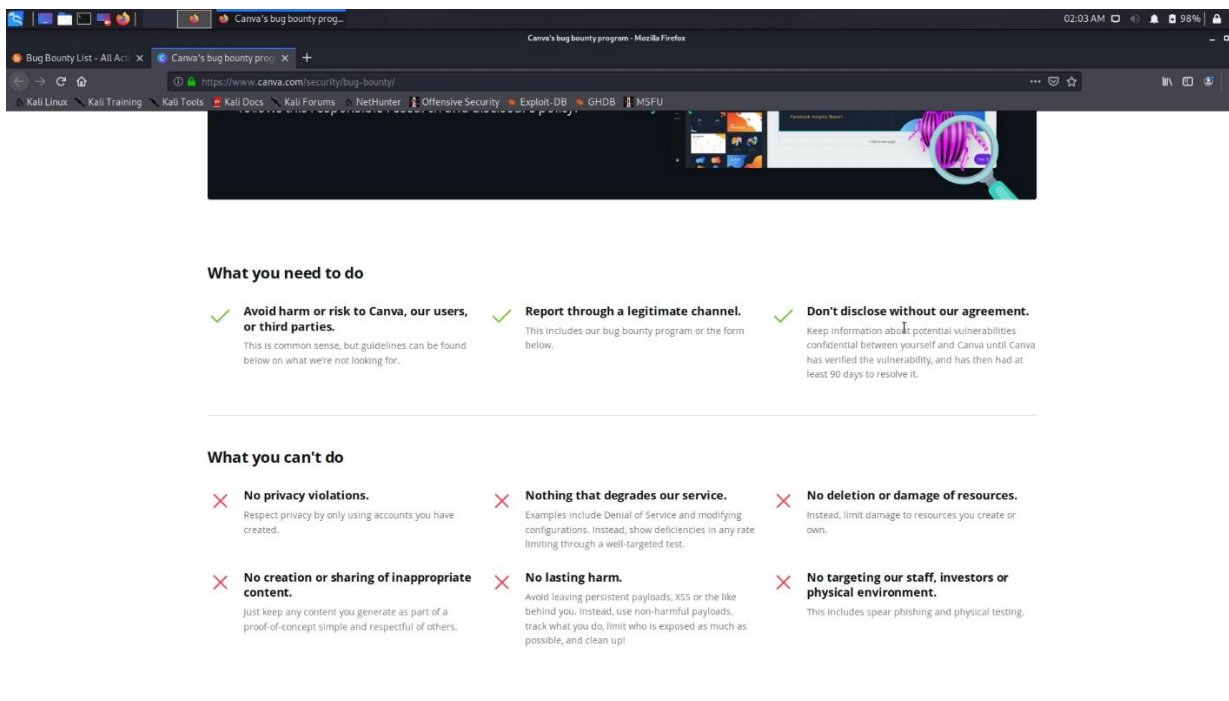 Canva's bug bounty prog...
02:03 AM
98%
Canva's bug bounty program - Mozilla Firefox
Bug Bounty List - All Acti
Canva's bug bounty prog
https://www.canva.com/security/bug-bounty/
Kali Linux Kali Training Kali Tools Kali Docs Kali Forums NetHunter Offensive Security Exploit-DB GHDB MSFU
follows this responsible research and disclosure policy.
Facebook Insights Report
What you need to do
Avoid harm or risk to Canva, our users,
or third parties.
This is common sense, but guidelines can be found
below on what we're not looking for.
Report through a legitimate channel.
This includes our bug bounty program or the form
below.
Don't disclose without our agreement.
Keep information about potential vulnerabilities
confidential between yourself and Canva until Canva
has verified the vulnerability, and has then had at
least 90 days to resolve it.
What you can't do
No privacy violations.
Respect privacy by only using accounts you have
created.
Nothing that degrades our service.
Examples include Denial of Service and modifying
configurations. Instead, show deficiencies in any rate
limiting through a well-targeted test.
No deletion or damage of resources.
Instead, limit damage to resources you create or
own.
No creation or sharing of inappropriate
content.
Just keep any content you generate as part of a
proof-of-concept simple and respectful of others.
No lasting harm.
Avoid leaving persistent payloads, XSS or the like
behind you. Instead, use non-harmful payloads,
track what you do, limit who is exposed as much as
possible, and clean up!
No targeting our staff, investors or
physical environment.
This includes spear phishing and physical testing.